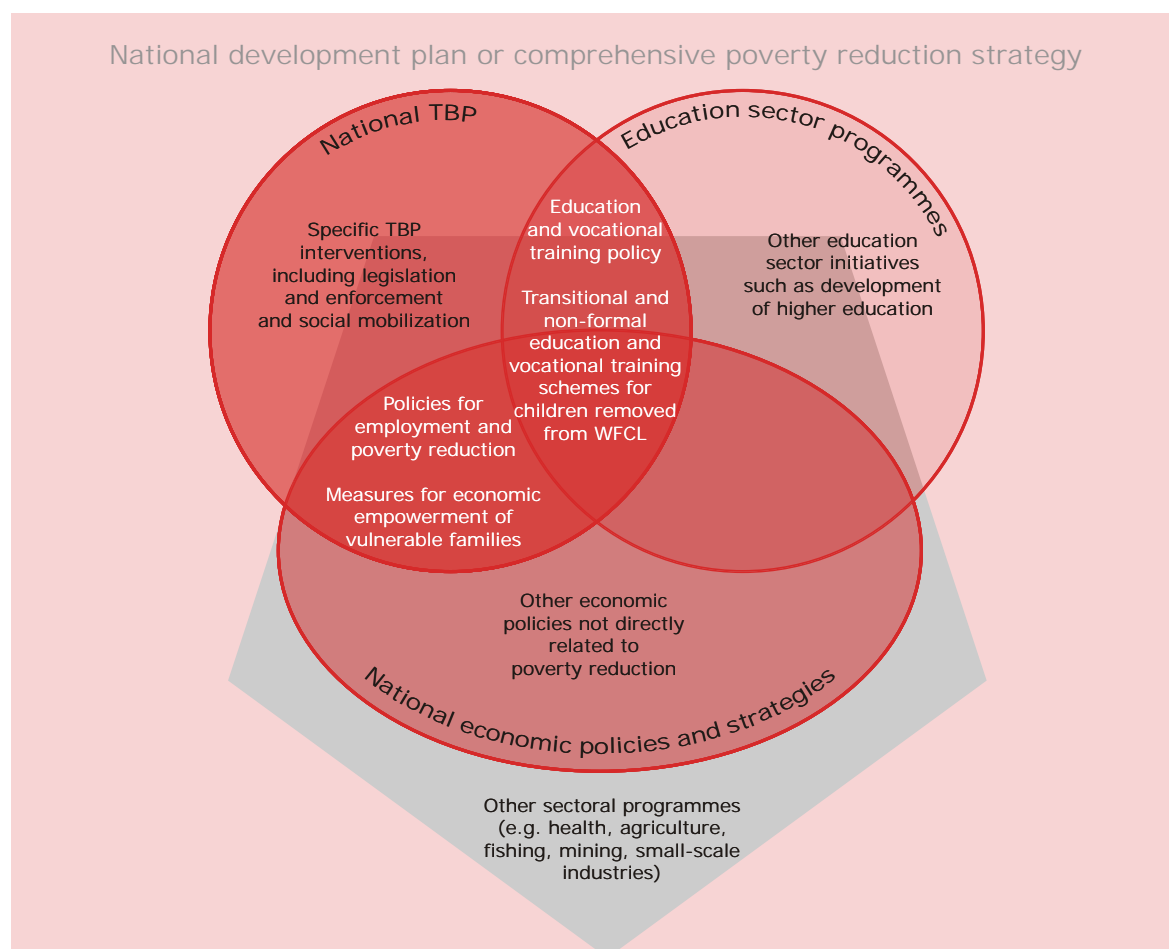 National development plan or comprehensive poverty reduction strategy
National TBP
Education sector programmes
Specific TBP
interventions,
including legislation
and enforcement
and social mobilization
Education
and vocational
training policy
Transitional and
non-formal
education and
vocational training
schemes for
children removed
from WFCL
Other education
sector initiatives
such as development
of higher education
Policies for
employment and
poverty reduction
Measures for economic
empowerment of
vulnerable families
Other economic
policies not directly
related to
poverty reduction
National economic policies and strategies
Other sectoral programmes
(e.g. health, agriculture,
fishing, mining, small-scale
industries)